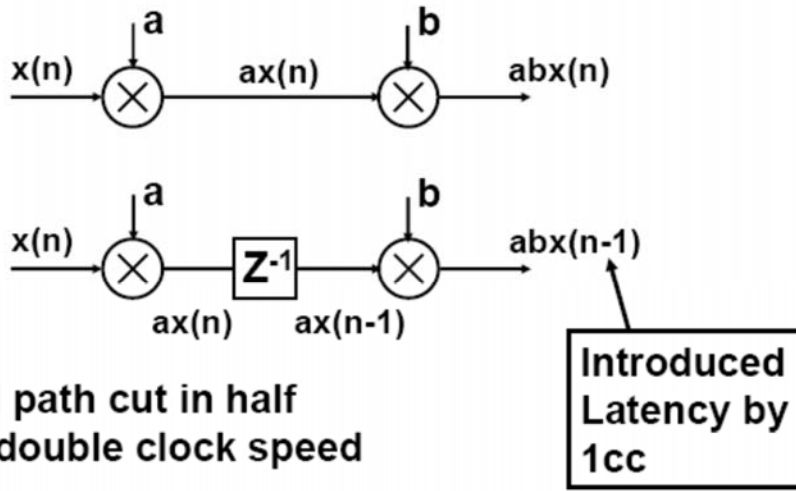 a
b
x(n)
ax(n)
abx(n)
a
b
x(n)
Z-1
abx(n-1)
ax(n)
ax(n-1)
path cut in half
double clock speed
Introduced
Latency by
1cc